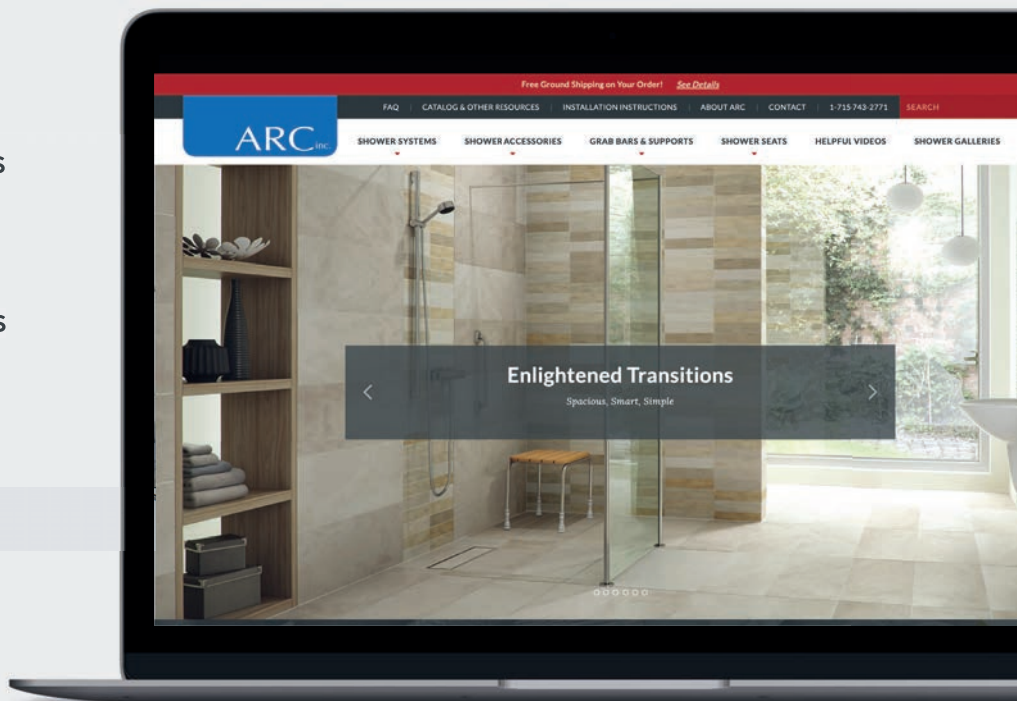 s
s
Free Ground Shipping on Your Order! See Details
FAQ | CATALOG & OTHER RESOURCES | INSTALLATION INSTRUCTIONS | ABOUT ARC | CONTACT | 1-715-743-2771 SEARCH
ARC inc.
SHOWER SYSTEMS SHOWER ACCESSORIES GRAB BARS & SUPPORTS SHOWER SEATS HELPFUL VIDEOS SHOWER GALLERIES
Enlightened Transitions
Spacious, Smart, Simple